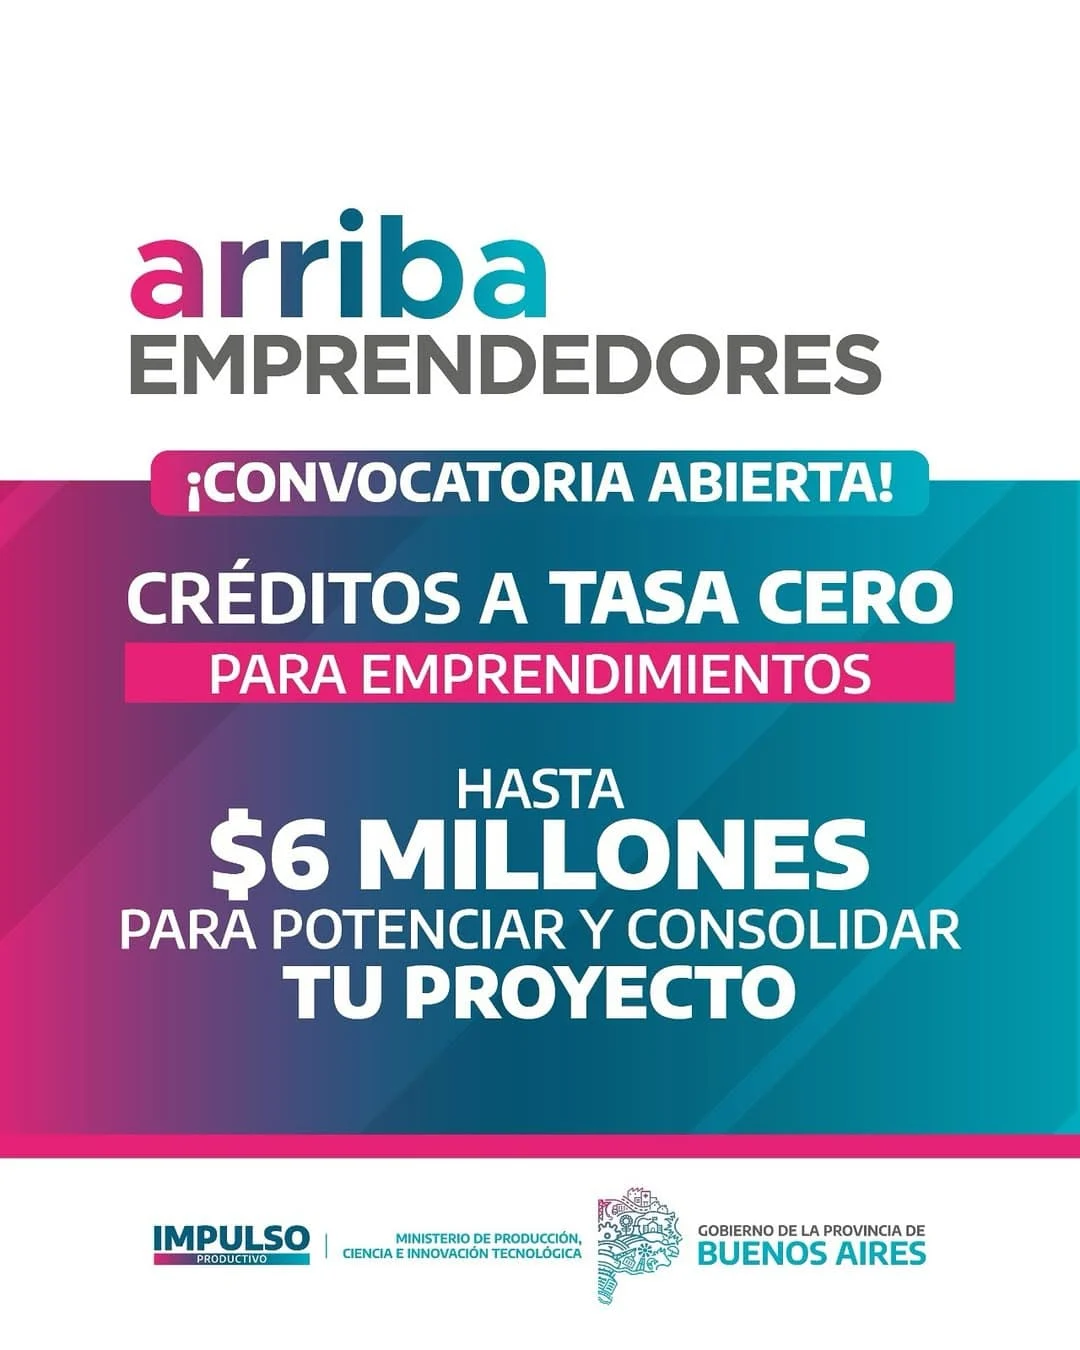 arriba
EMPRENDEDORES
¡CONVOCATORIA ABIERTA!
CRÉDITOS A TASA CERO
PARA EMPRENDIMIENTOS
HASTA
$6 MILLONES
PARA POTENCIAR Y CONSOLIDAR
TU PROYECTO
IMPULSO
PRODUCTIVO
MINISTERIO DE PRODUCCIÓN,
CIENCIA E INNOVACIÓN TECNOLÓGICA
GOBIERNO DE LA PROVINCIA DE
BUENOS AIRES